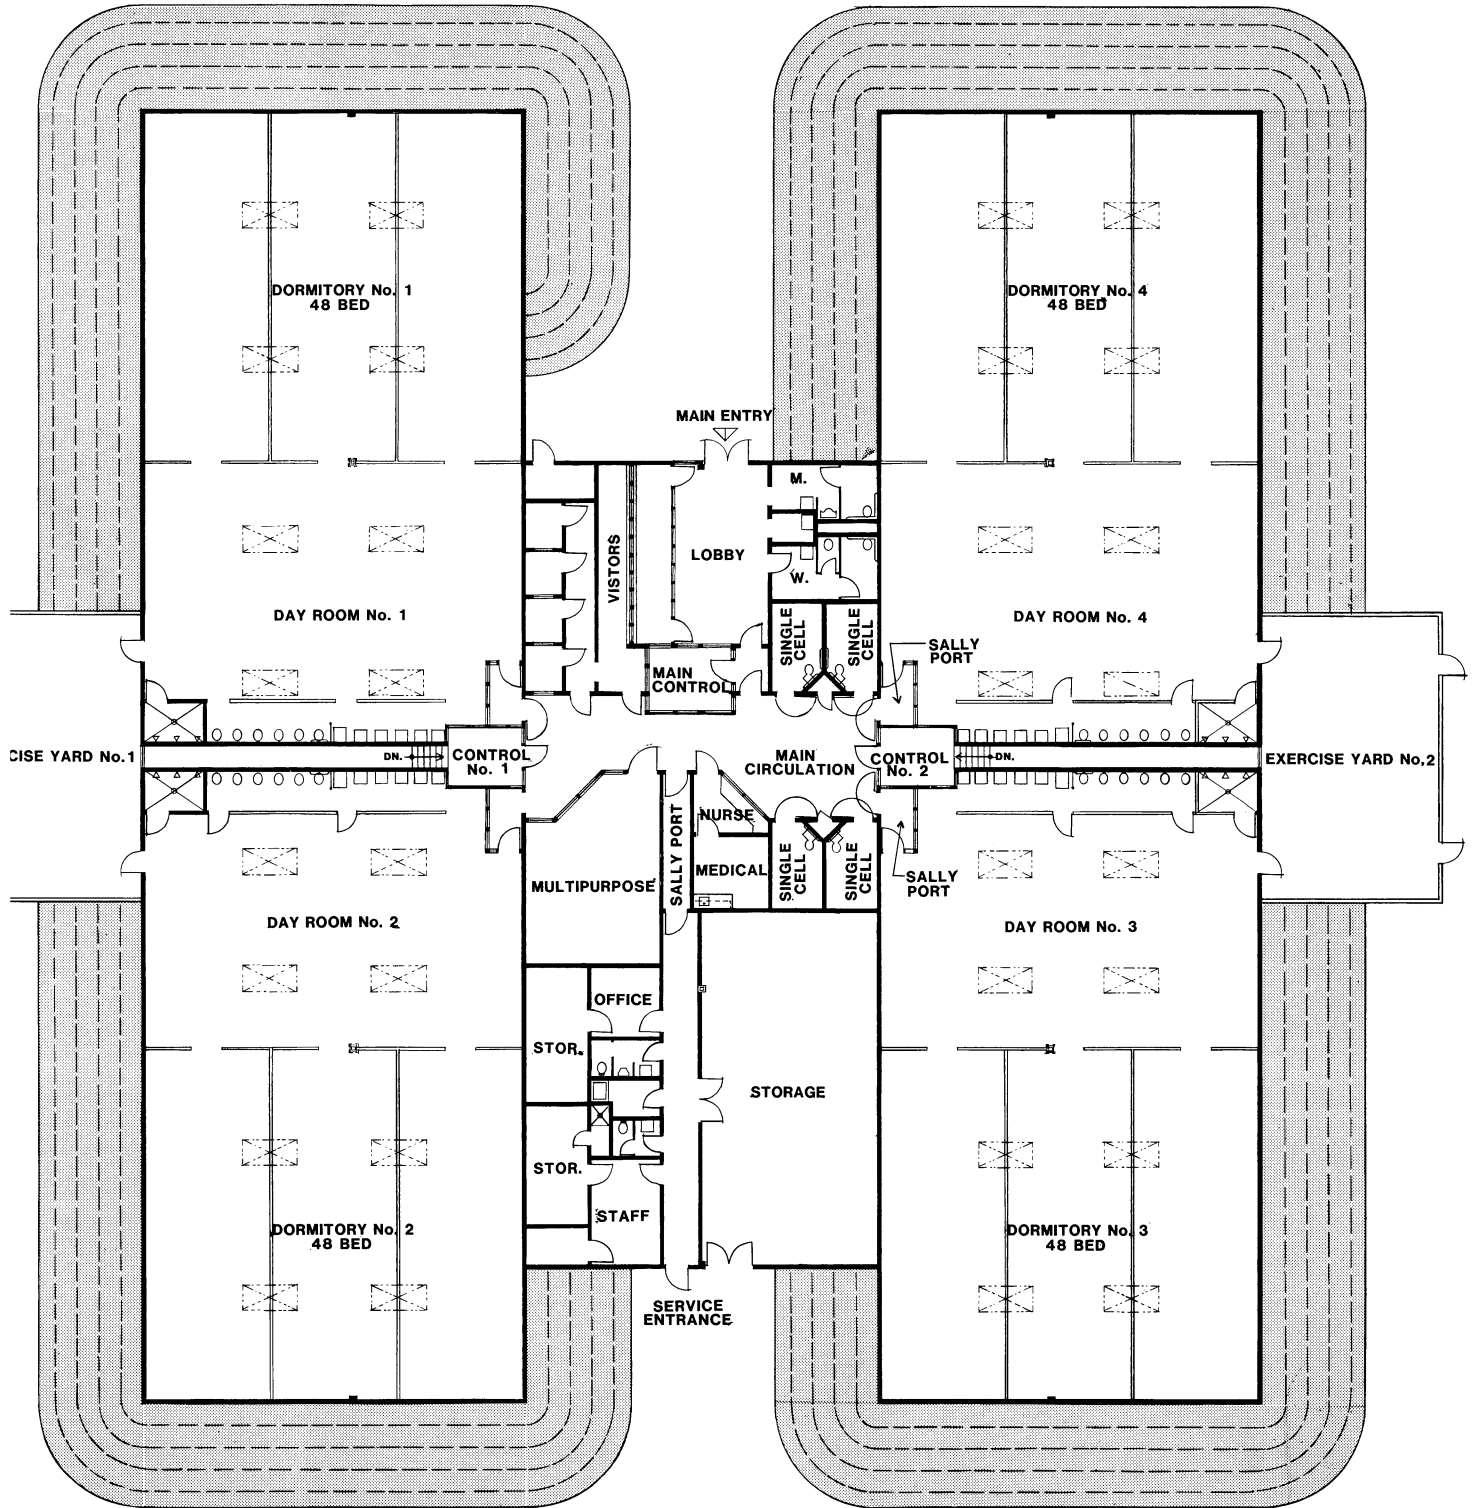 DORMITORY No. 1
48 BED
DORMITORY No. 4
48 BED
MAIN ENTRY
M.
VISTORS
LOBBY
W.
DAY ROOM No. 1
SINGLE
CELL
SINGLE
CELL
DAY ROOM No. 4
SALLY
PORT
MAIN
CONTROL
CISE YARD No.1
DN.
CONTROL
No. 1
MAIN
CIRCULATION
CONTROL
No. 2
DN.
EXERCISE YARD No.2
NURSE
SALLY PORT
MULTIPURPOSE
MEDICAL
SINGLE
CELL
SINGLE
CELL
SALLY
PORT
DAY ROOM No. 2
DAY ROOM No. 3
OFFICE
STOR.
STORAGE
STOR.
STAFF
DORMITORY No. 2
48 BED
DORMITORY No. 3
48 BED
SERVICE
ENTRANCE